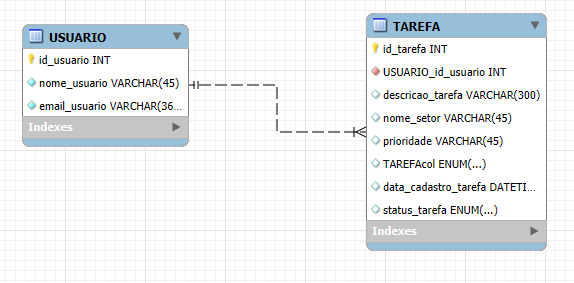 USUARIO
id_usuario INT
nome_usuario VARCHAR(45)
email_usuario VARCHAR(36...
Indexes
TAREFA
id_tarefa INT
USUARIO_id_usuario INT
descricao_tarefa VARCHAR(300)
nome_setor VARCHAR(45)
prioridade VARCHAR(45)
TAREFAcol ENUM(...)
data_cadastro_tarefa DATETI...
status_tarefa ENUM(...)
Indexes